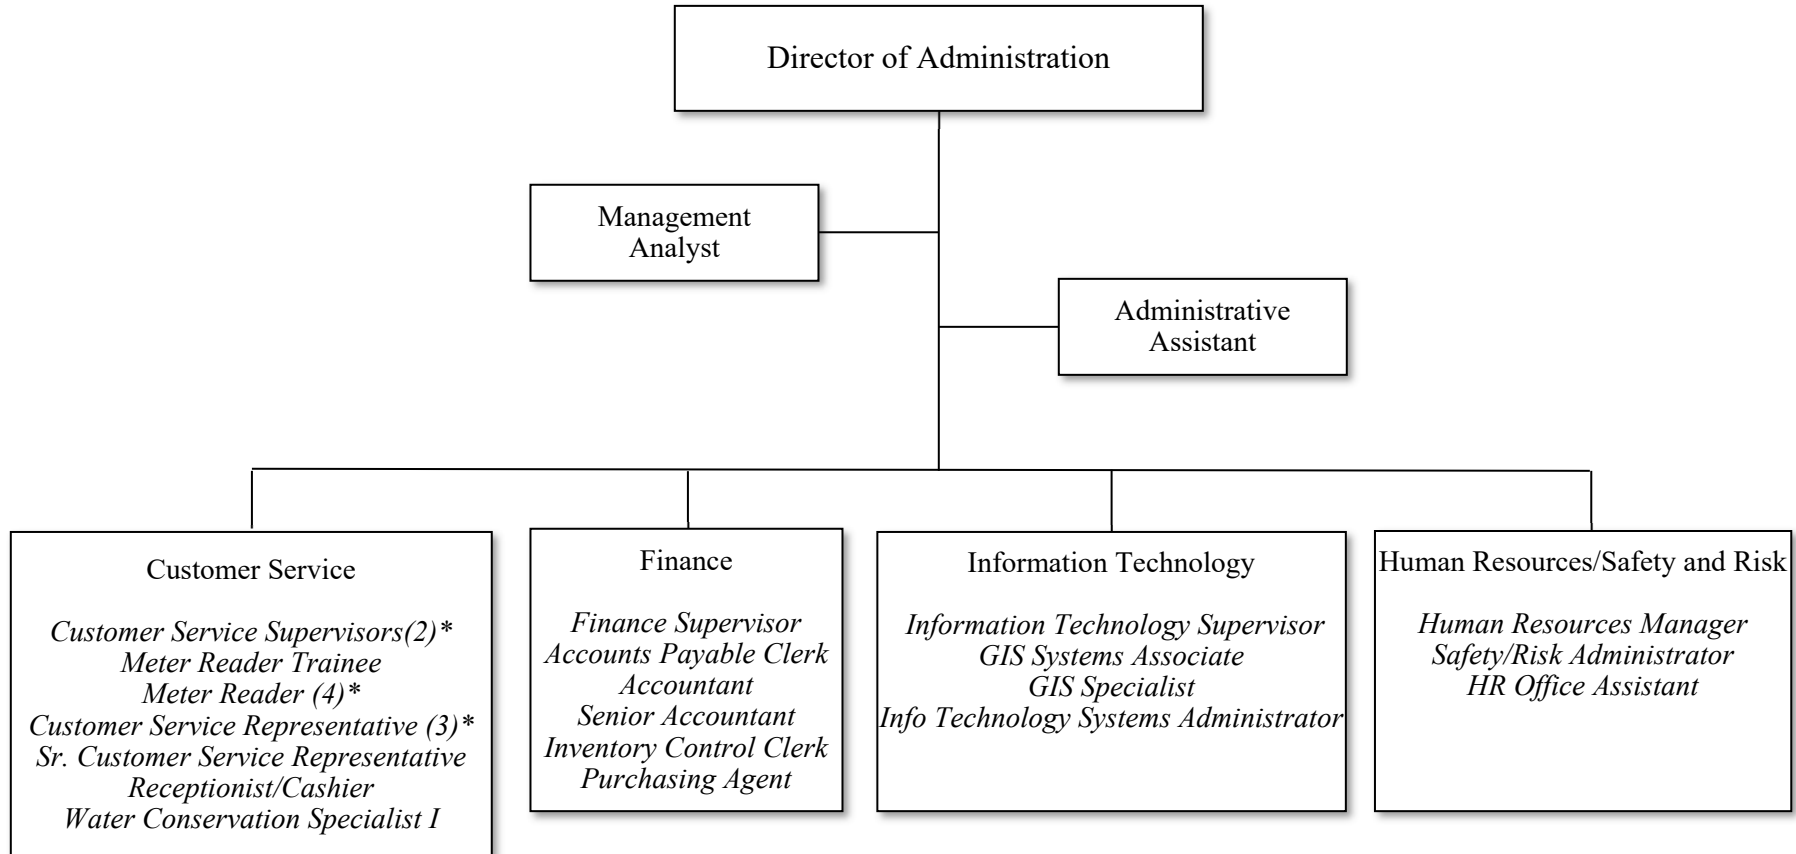 Director of Administration
Management
Analyst
Administrative
Assistant
Customer Service
Customer Service Supervisors(2)*
Meter Reader Trainee
Meter Reader (4)*
Customer Service Representative (3)*
Sr. Customer Service Representative
Receptionist/Cashier
Water Conservation Specialist I
Finance
Finance Supervisor
Accounts Payable Clerk
Accountant
Senior Accountant
Inventory Control Clerk
Purchasing Agent
Information Technology
Information Technology Supervisor
GIS Systems Associate
GIS Specialist
Info Technology Systems Administrator
Human Resources/Safety and Risk
Human Resources Manager
Safety/Risk Administrator
HR Office Assistant